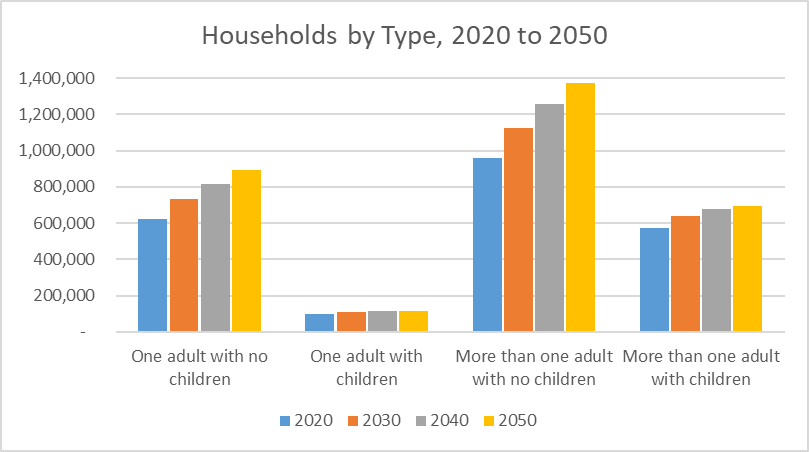 Households by Type, 2020 to 2050
1,400,000
1,200,000
1,000,000
800,000
600,000
400,000
200,000
-
One adult with no
children
One adult with
children
More than one adult
with no children
More than one adult
with children
2020 2030 2040 2050